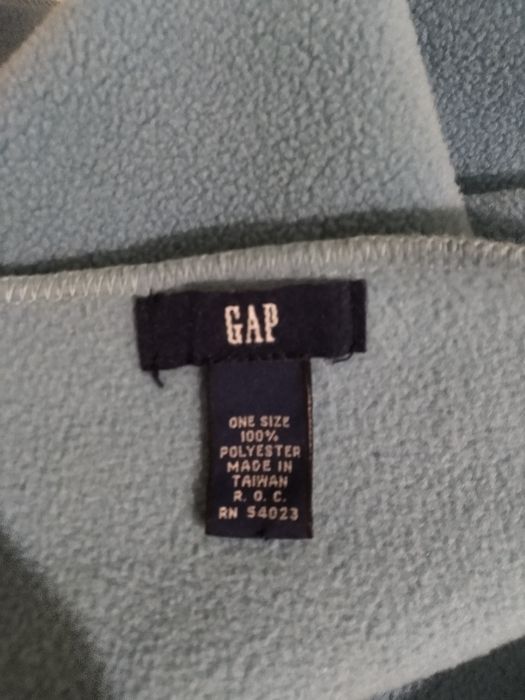 GAP
ONE SIZE
100%
POLYESTER
MADE IN
TAIWAN
R. O. C.
RN 54023